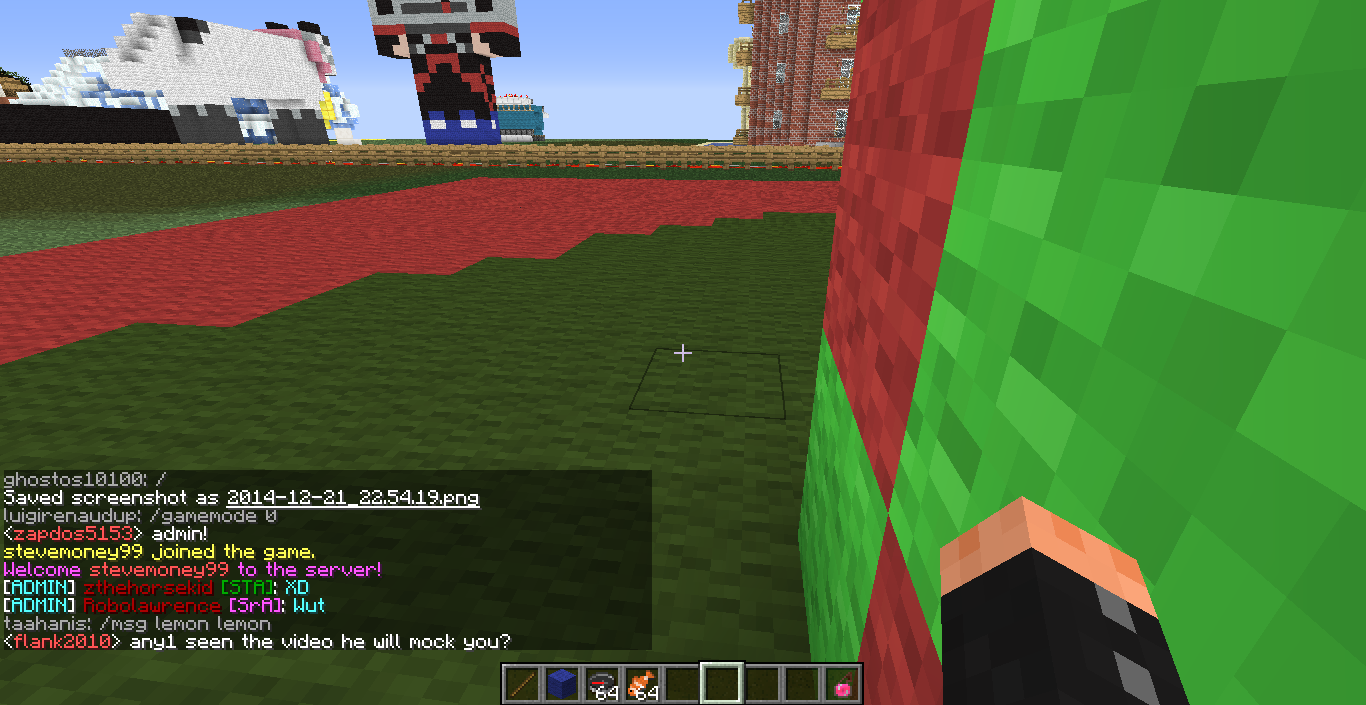 ghostos10100: /
Saved screenshot as 2014-12-21_22.54.19.png
luigirenaudup: /gamemode 0
<zapdos5153> admin!
stevemoney99 joined the game.
Welcome stevemoney99 to the server!
[ADMIN] zthehorsekid [STA]: XD
[ADMIN] Robolawrence [SrA]: Wut
taahanis: /msg lemon lemon
<flank2010> any1 seen the video he will mock you?
64 64